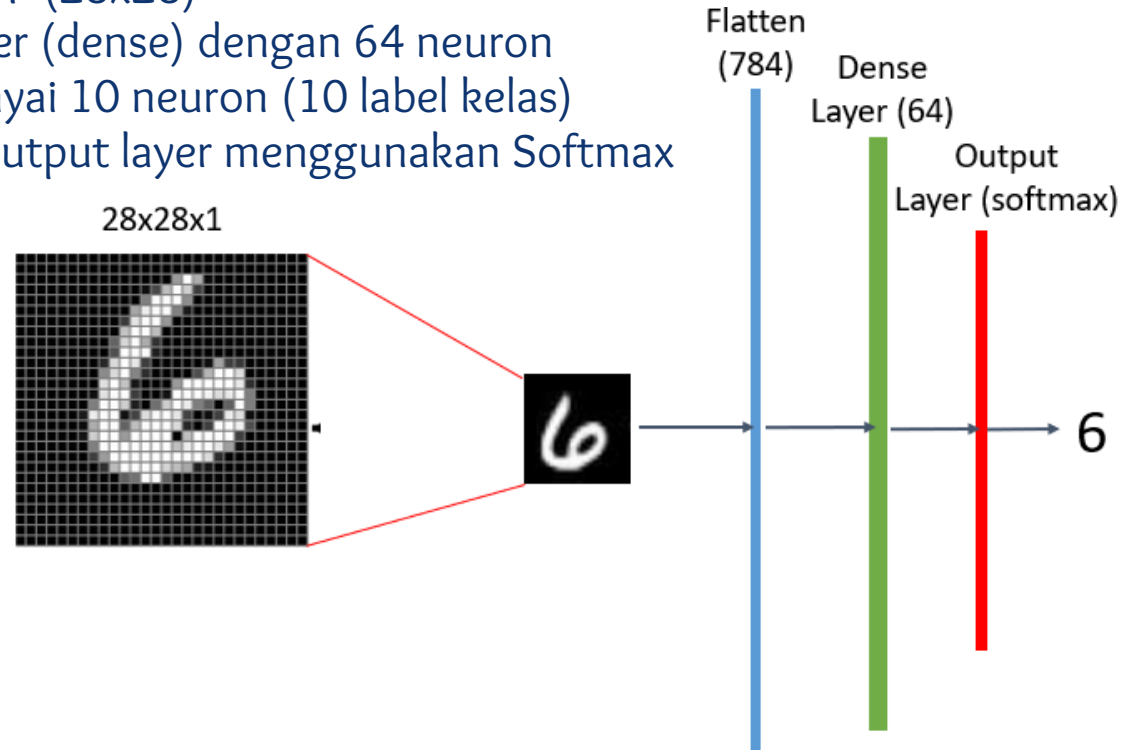 (28x28)
er (dense) dengan 64 neuron
yai 10 neuron (10 label kelas)
utput layer menggunakan Softmax
Flatten
(784)
Dense
Layer (64)
Output
Layer (softmax)
28x28x1
6